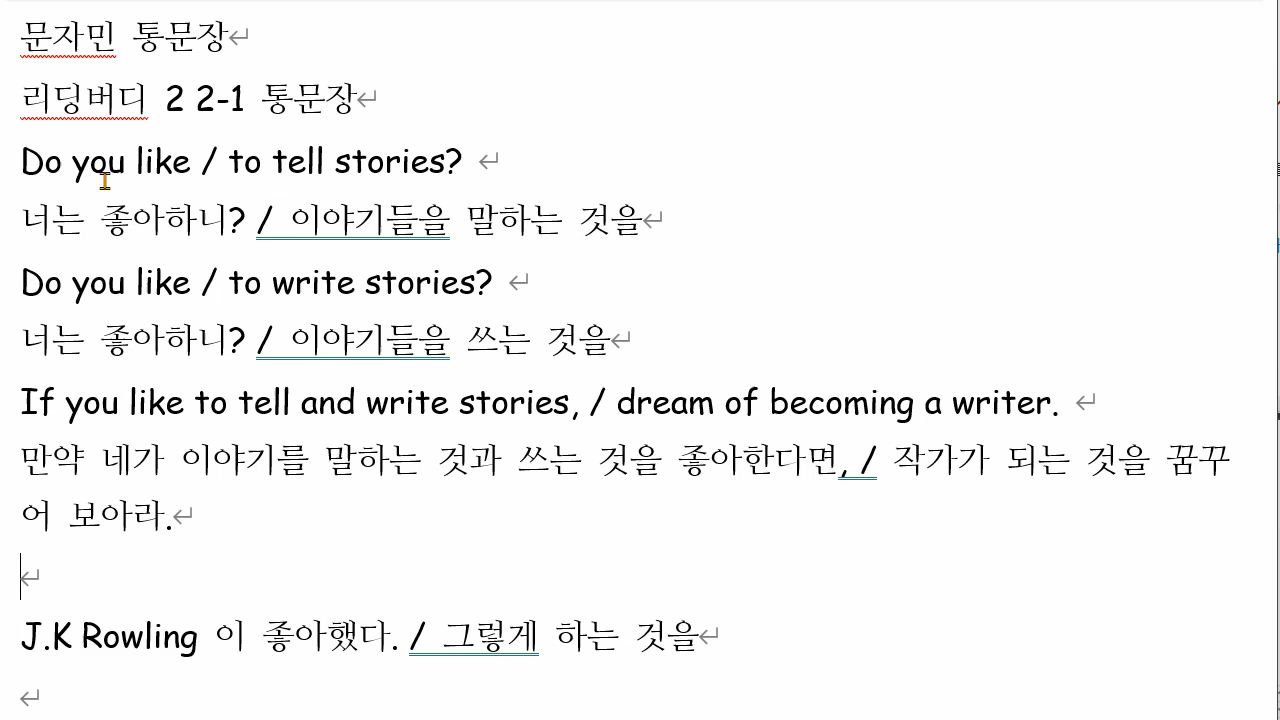 문자민 통문장
리딩버디 2 2-1 통문장
Do you like / to tell stories?
너는 좋아하니? / 이야기들을 말하는 것을
Do you like / to write stories?
너는 좋아하니? / 이야기들을 쓰는 것을
If you like to tell and write stories, / dream of becoming a writer.
만약 네가 이야기를 말하는 것과 쓰는 것을 좋아한다면, / 작가가 되는 것을 꿈꾸
어 보아라.
J.K Rowling 이 좋아했다. / 그렇게 하는 것을